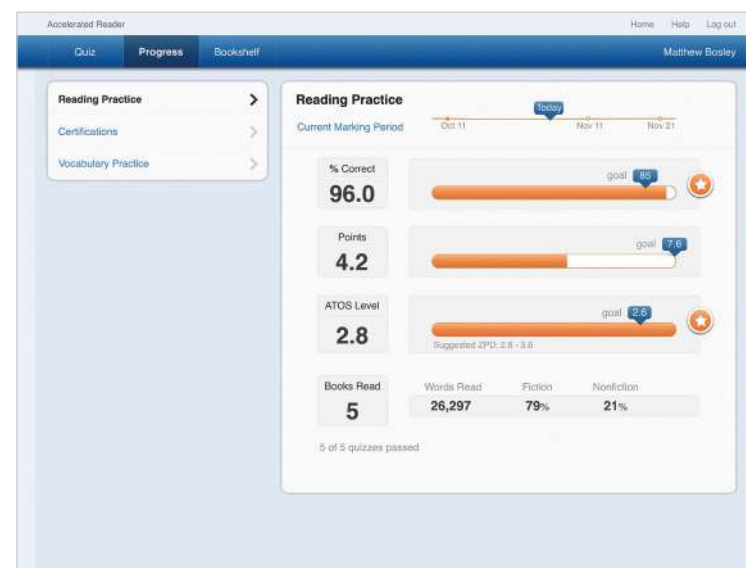 Accelerated Reader
Home Help Log out
Quiz Progress Bookshelf Matthew Bosley
Reading Practice
Certifications
Vocabulary Practice
Reading Practice
Current Marking Period
Oct 11 Today Nov 11 Nov 21
% Correct
96.0
goal 85
Points
4.2
goal 7.6
ATOS Level
2.8
goal 2.6
Suggested ZPD: 2.6 - 3.6
Books Read
5
Words Read Fiction Nonfiction
26,297 79% 21%
5 of 5 quizzes passed